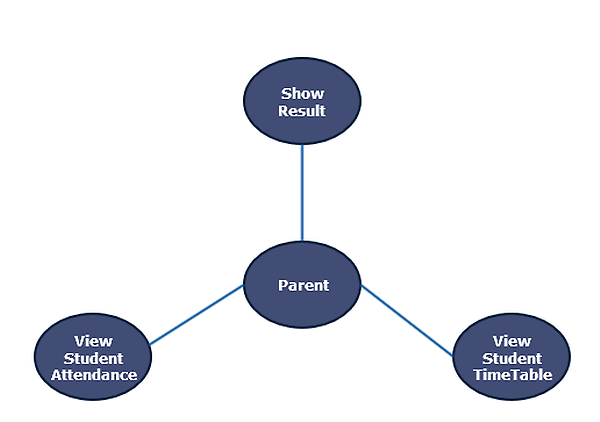 Show
Result
Parent
View
Student
Attendance
View
Student
TimeTable